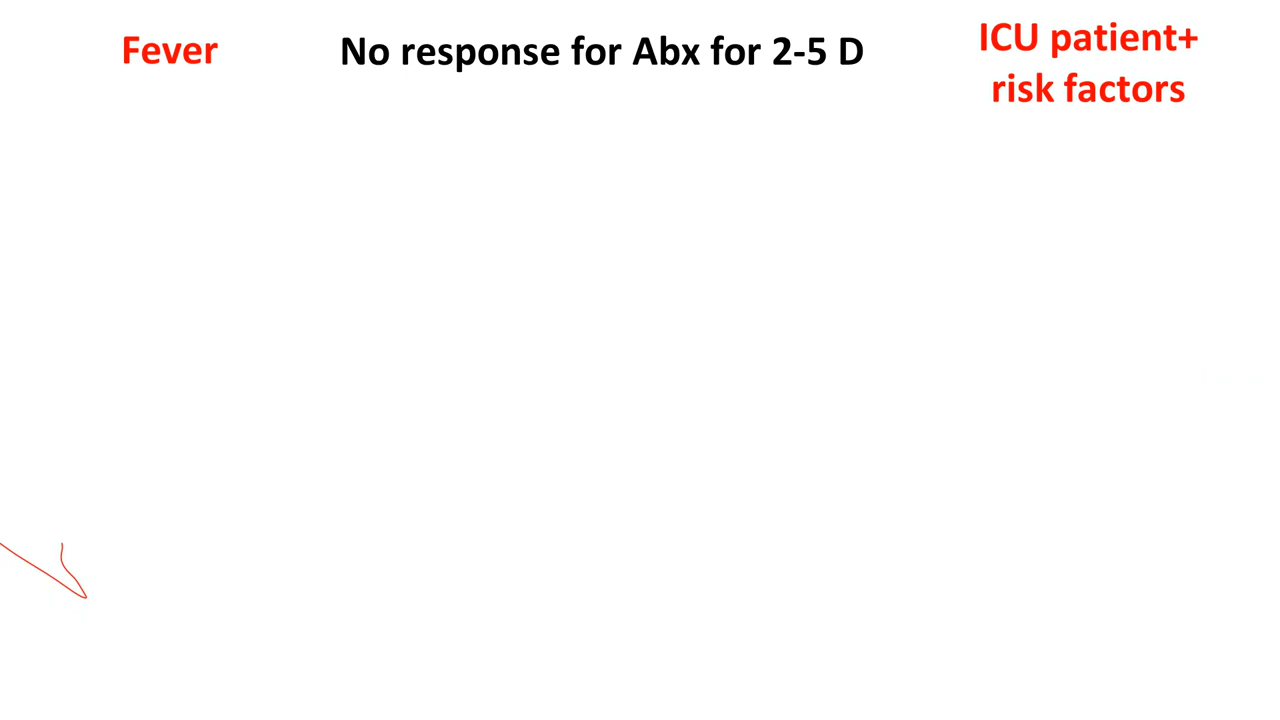 Fever
No response for Abx for 2-5 D
ICU patient+
risk factors